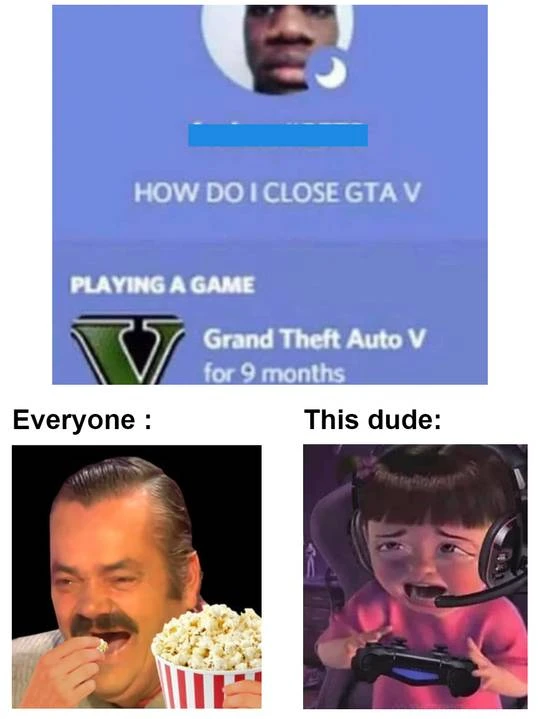 HOW DO I CLOSE GTA V
PLAYING A GAME
Grand Theft Auto V
for 9 months
Everyone :
This dude: